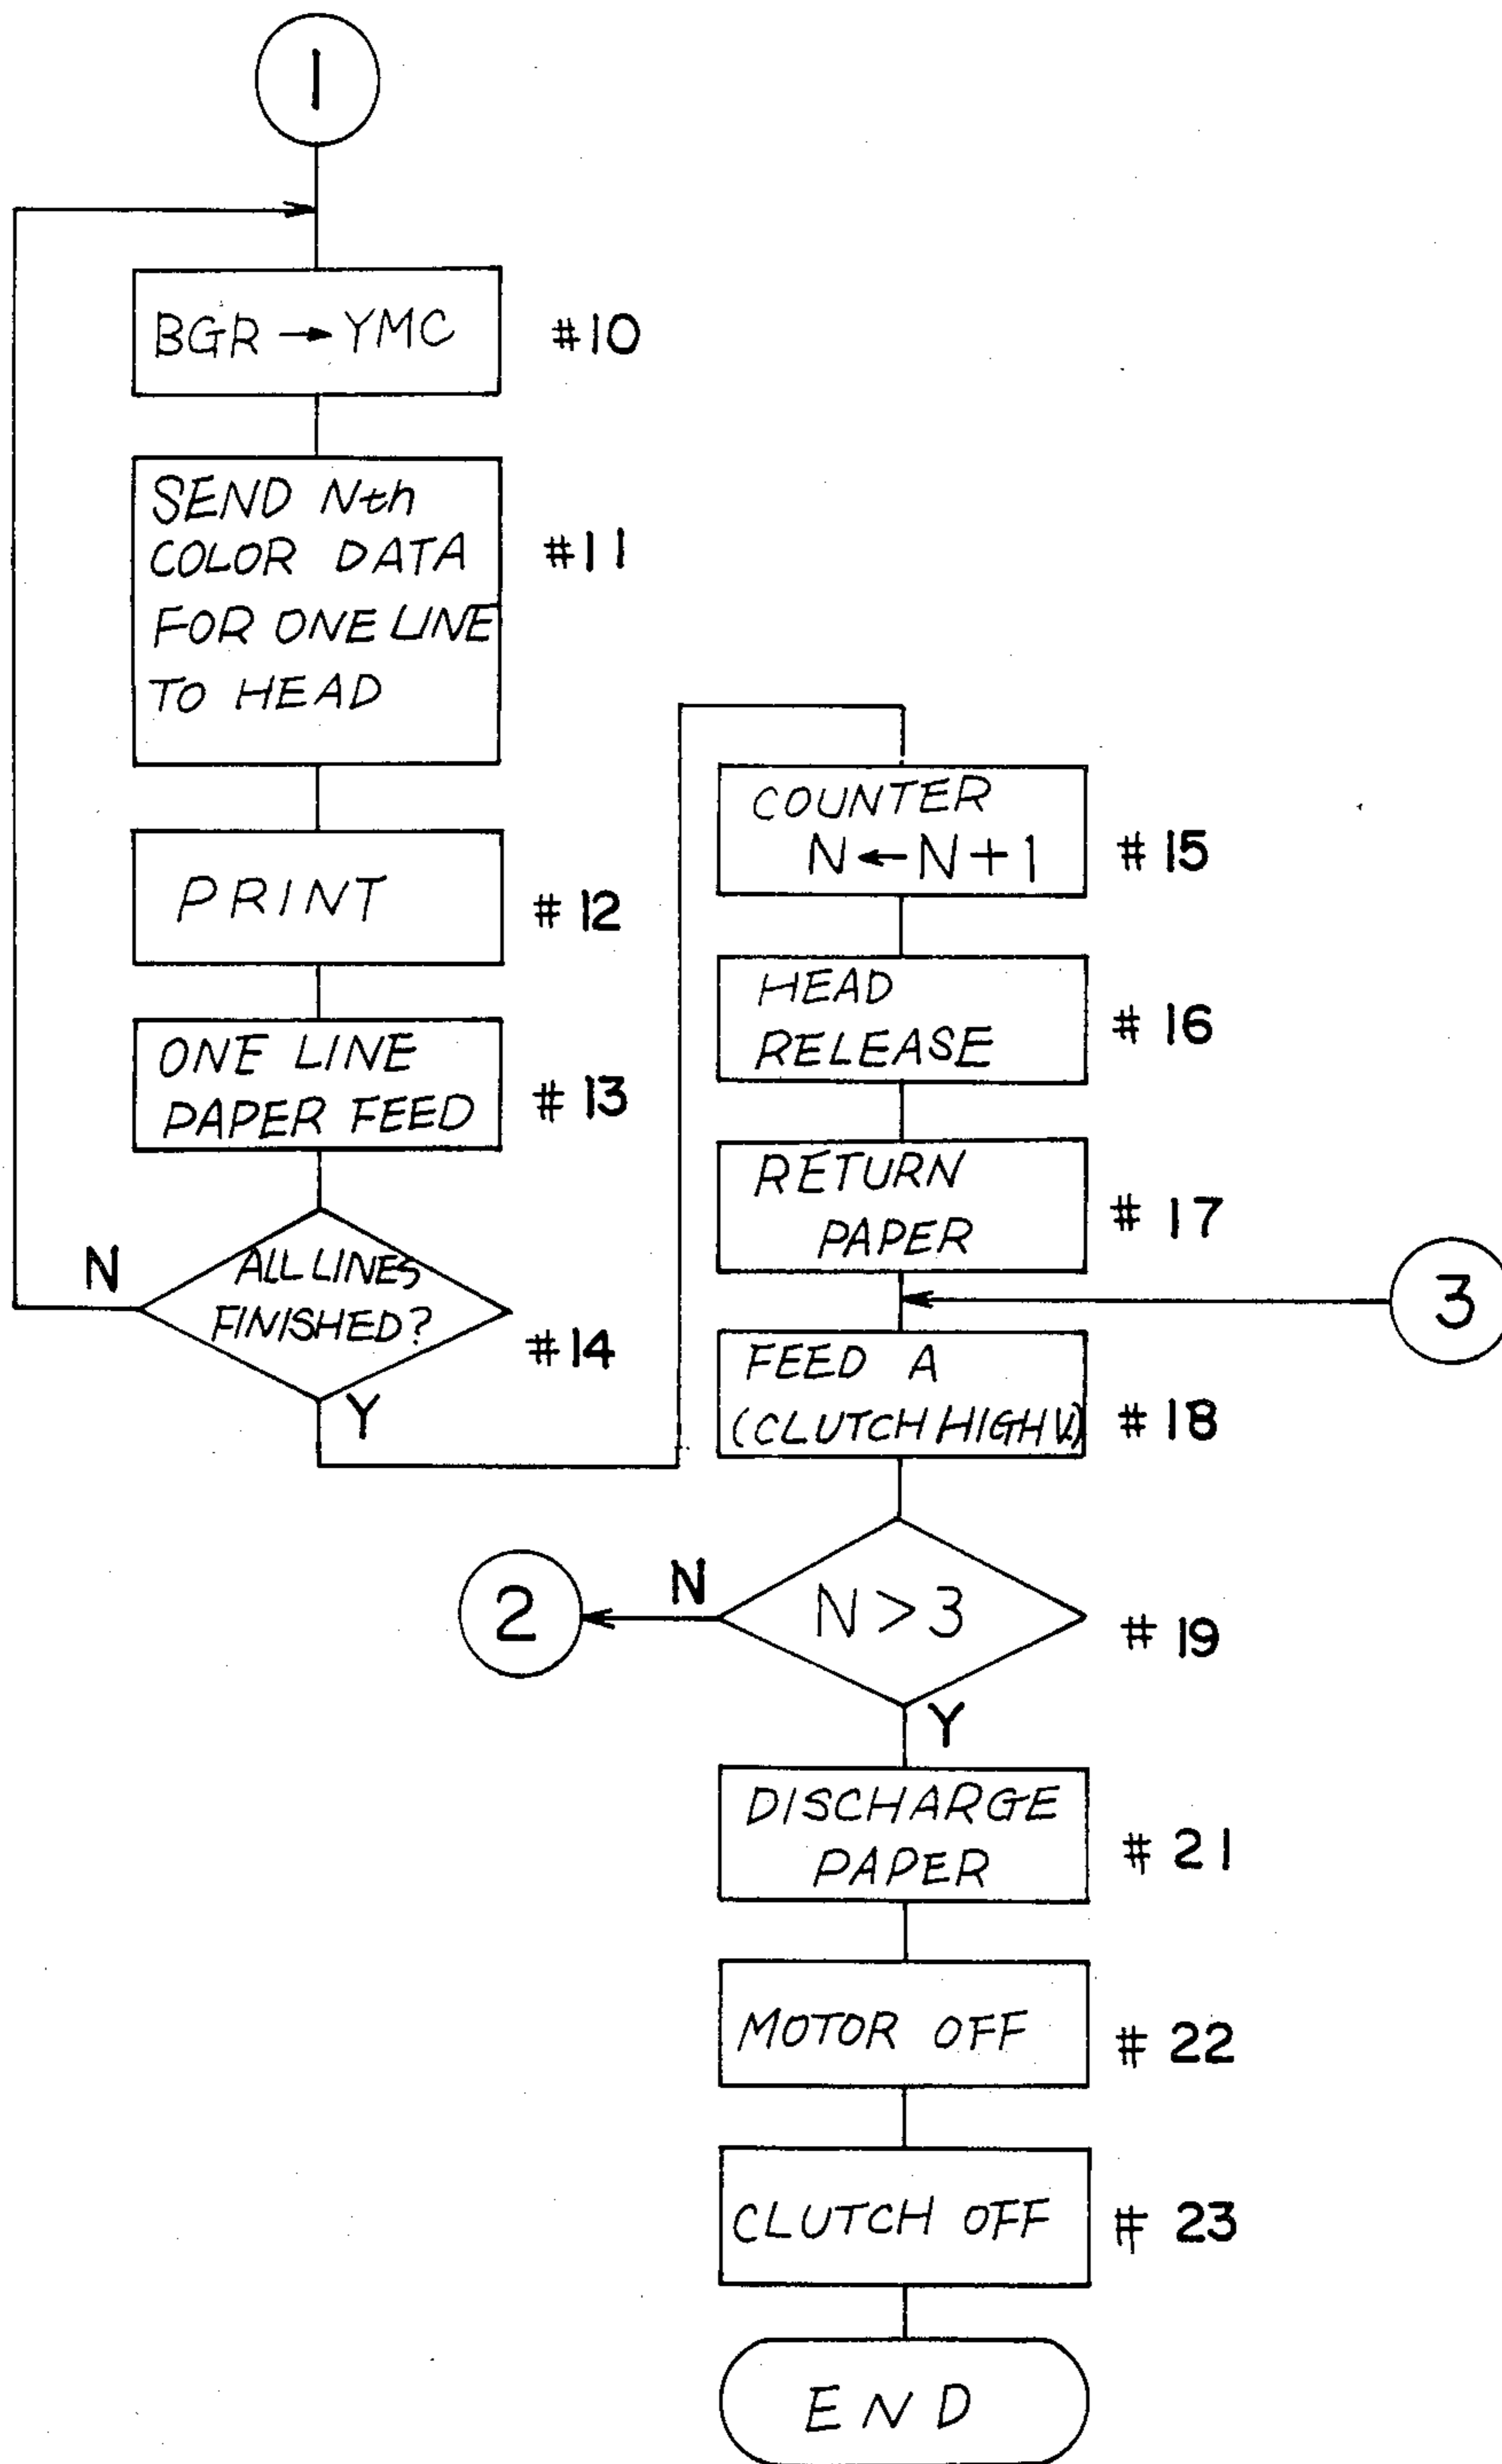 1
BGR → YMC
#10
SEND Nth
COLOR DATA
FOR ONE LINE
TO HEAD
#11
PRINT
#12
ONE LINE
PAPER FEED
#13
ALL LINES
FINISHED?
#14
N
Y
COUNTER
N ← N + 1
#15
HEAD
RELEASE
#16
RETURN
PAPER
#17
3
FEED A
(CLUTCH HIGH V.)
#18
N > 3
#19
N
2
Y
DISCHARGE
PAPER
#21
MOTOR OFF
#22
CLUTCH OFF
#23
END